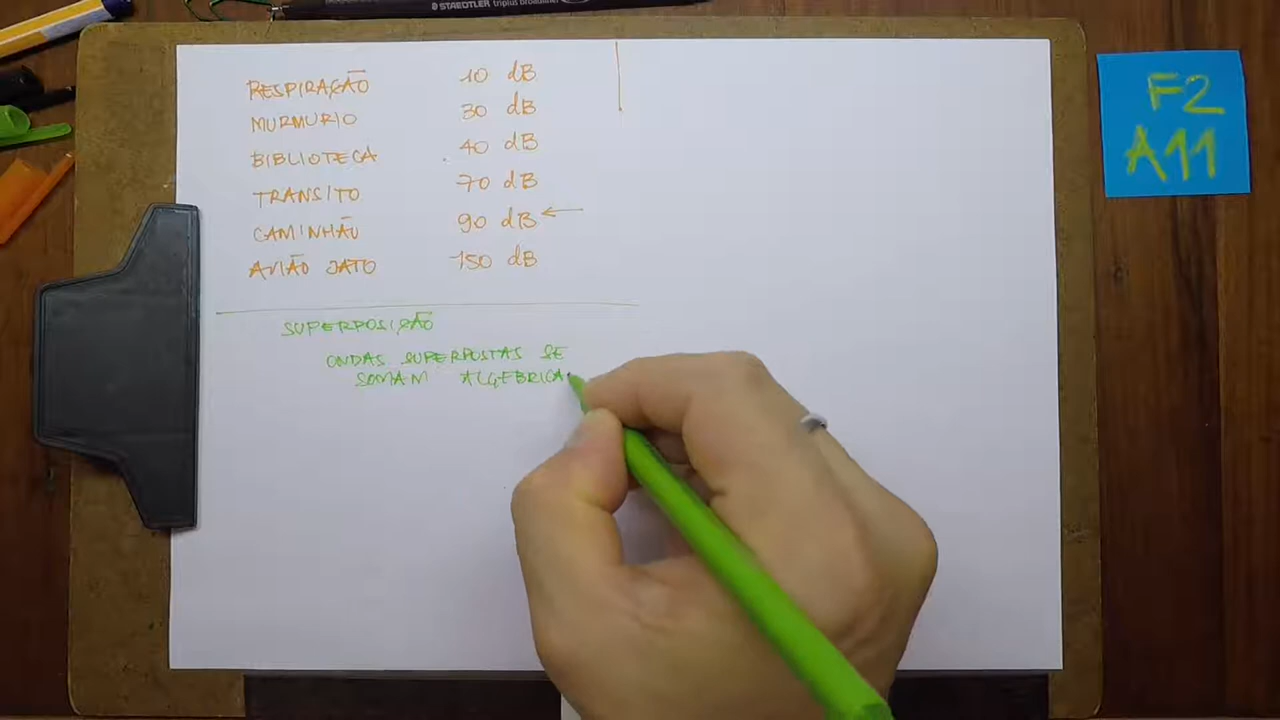 STAEDTLER triplus broadliner
RESPIRAÇÃO 10 dB
MURMURIO 30 dB
BIBLIOTECA 40 dB
TRANSITO 70 dB
CAMINHÃO 90 dB
AVIÃO JATO 150 dB
SUPERPOSIÇÃO
ONDAS SUPERPOSTAS SE
SOMAM ALGEBRICA
F2
A11